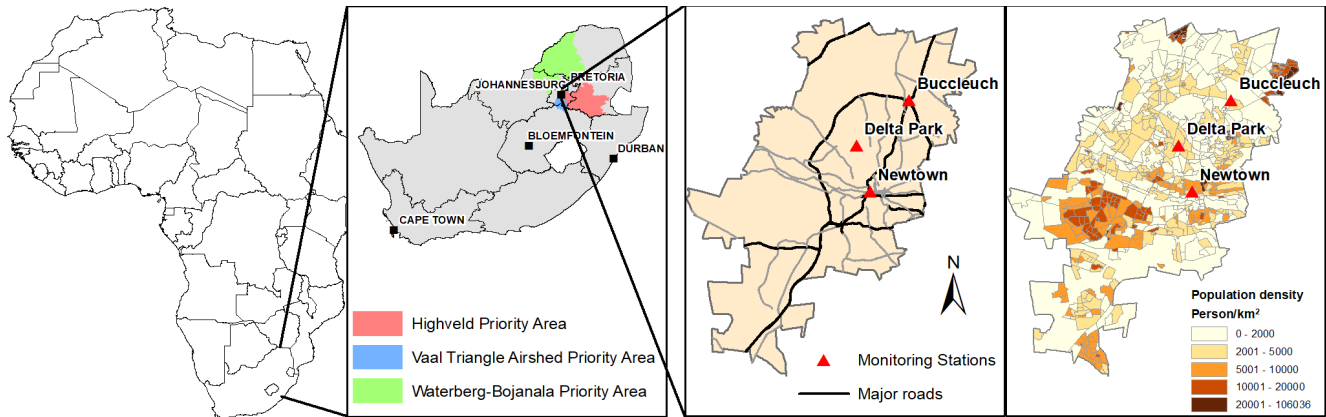 JOHANNESBURG
PRETORIA
BLOEMFONTEIN
DURBAN
CAPE TOWN
Highveld Priority Area
Vaal Triangle Airshed Priority Area
Waterberg-Bojanala Priority Area
Buccleuch
Delta Park
Newtown
N
Monitoring Stations
Major roads
Buccleuch
Delta Park
Newtown
Population density
Person/km²
0 - 2000
2001 - 5000
5001 - 10000
10001 - 20000
20001 - 106036